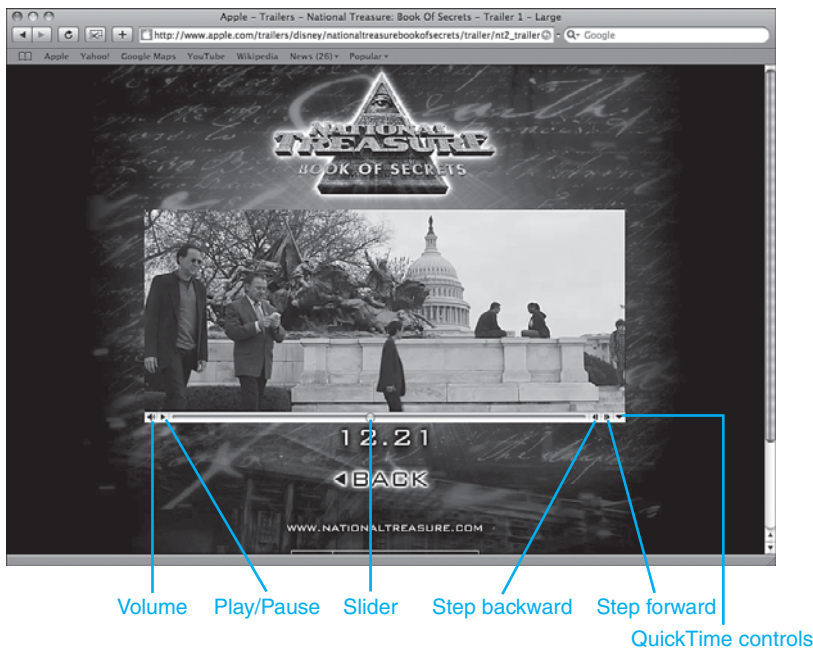 Apple – Trailers – National Treasure: Book Of Secrets – Trailer 1 – Large
http://www.apple.com/trailers/disney/nationaltreasurebookofsecrets/trailer/nt2_trailer
Google
Apple Yahoo! Google Maps YouTube Wikipedia News (26) Popular
NATIONAL
TREASURE
BOOK OF SECRETS
12.21
BACK
WWW.NATIONALTREASURE.COM
Volume Play/Pause Slider Step backward Step forward
QuickTime controls